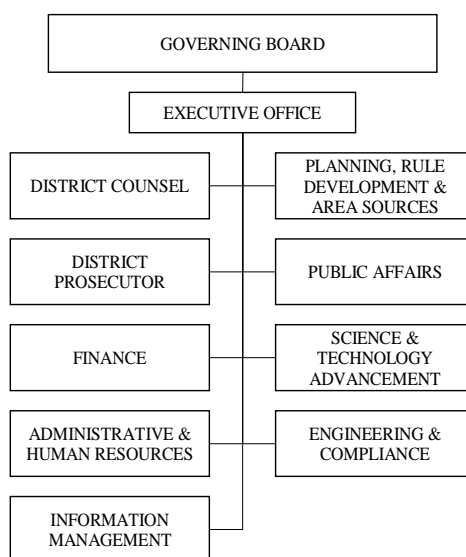 GOVERNING BOARD
EXECUTIVE OFFICE
DISTRICT COUNSEL
PLANNING, RULE
DEVELOPMENT &
AREA SOURCES
DISTRICT
PROSECUTOR
PUBLIC AFFAIRS
FINANCE
SCIENCE &
TECHNOLOGY
ADVANCEMENT
ADMINISTRATIVE &
HUMAN RESOURCES
ENGINEERING &
COMPLIANCE
INFORMATION
MANAGEMENT